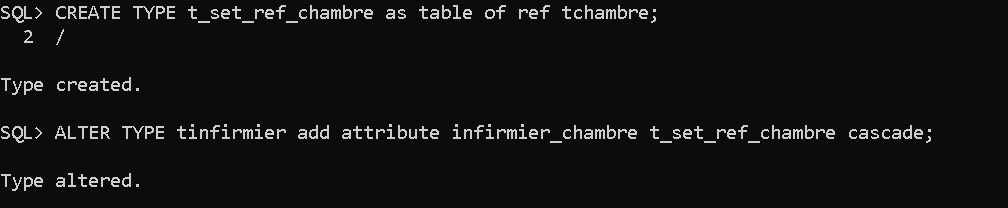 SQL> CREATE TYPE t_set_ref_chambre as table of ref tchambre;
  2  /
Type created.
SQL> ALTER TYPE tinfirmier add attribute infirmier_chambre t_set_ref_chambre cascade;
Type altered.